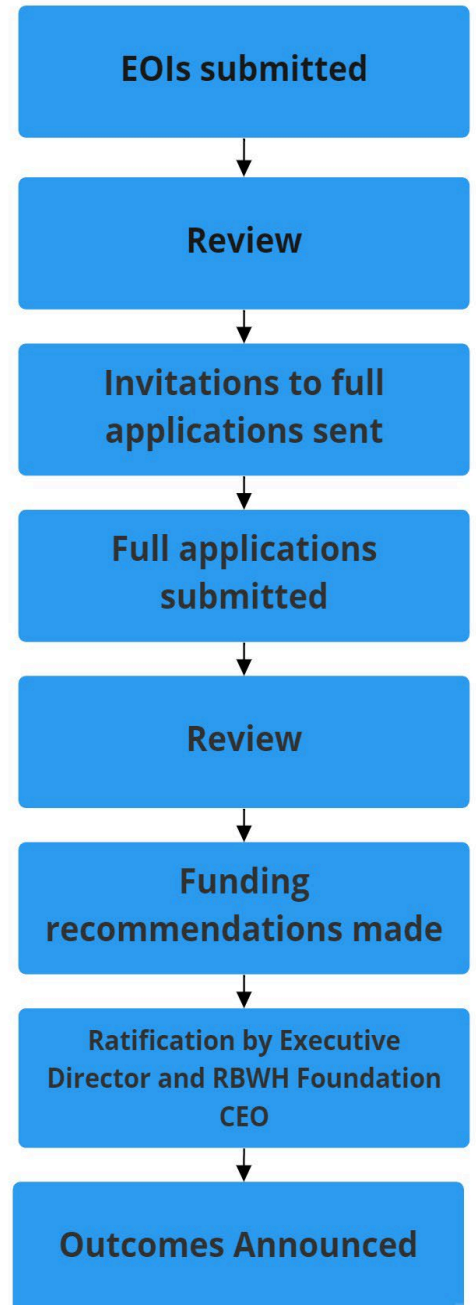 EOIs submitted
Review
Invitations to full
applications sent
Full applications
submitted
Review
Funding
recommendations made
Ratification by Executive
Director and RBWH Foundation
CEO
Outcomes Announced